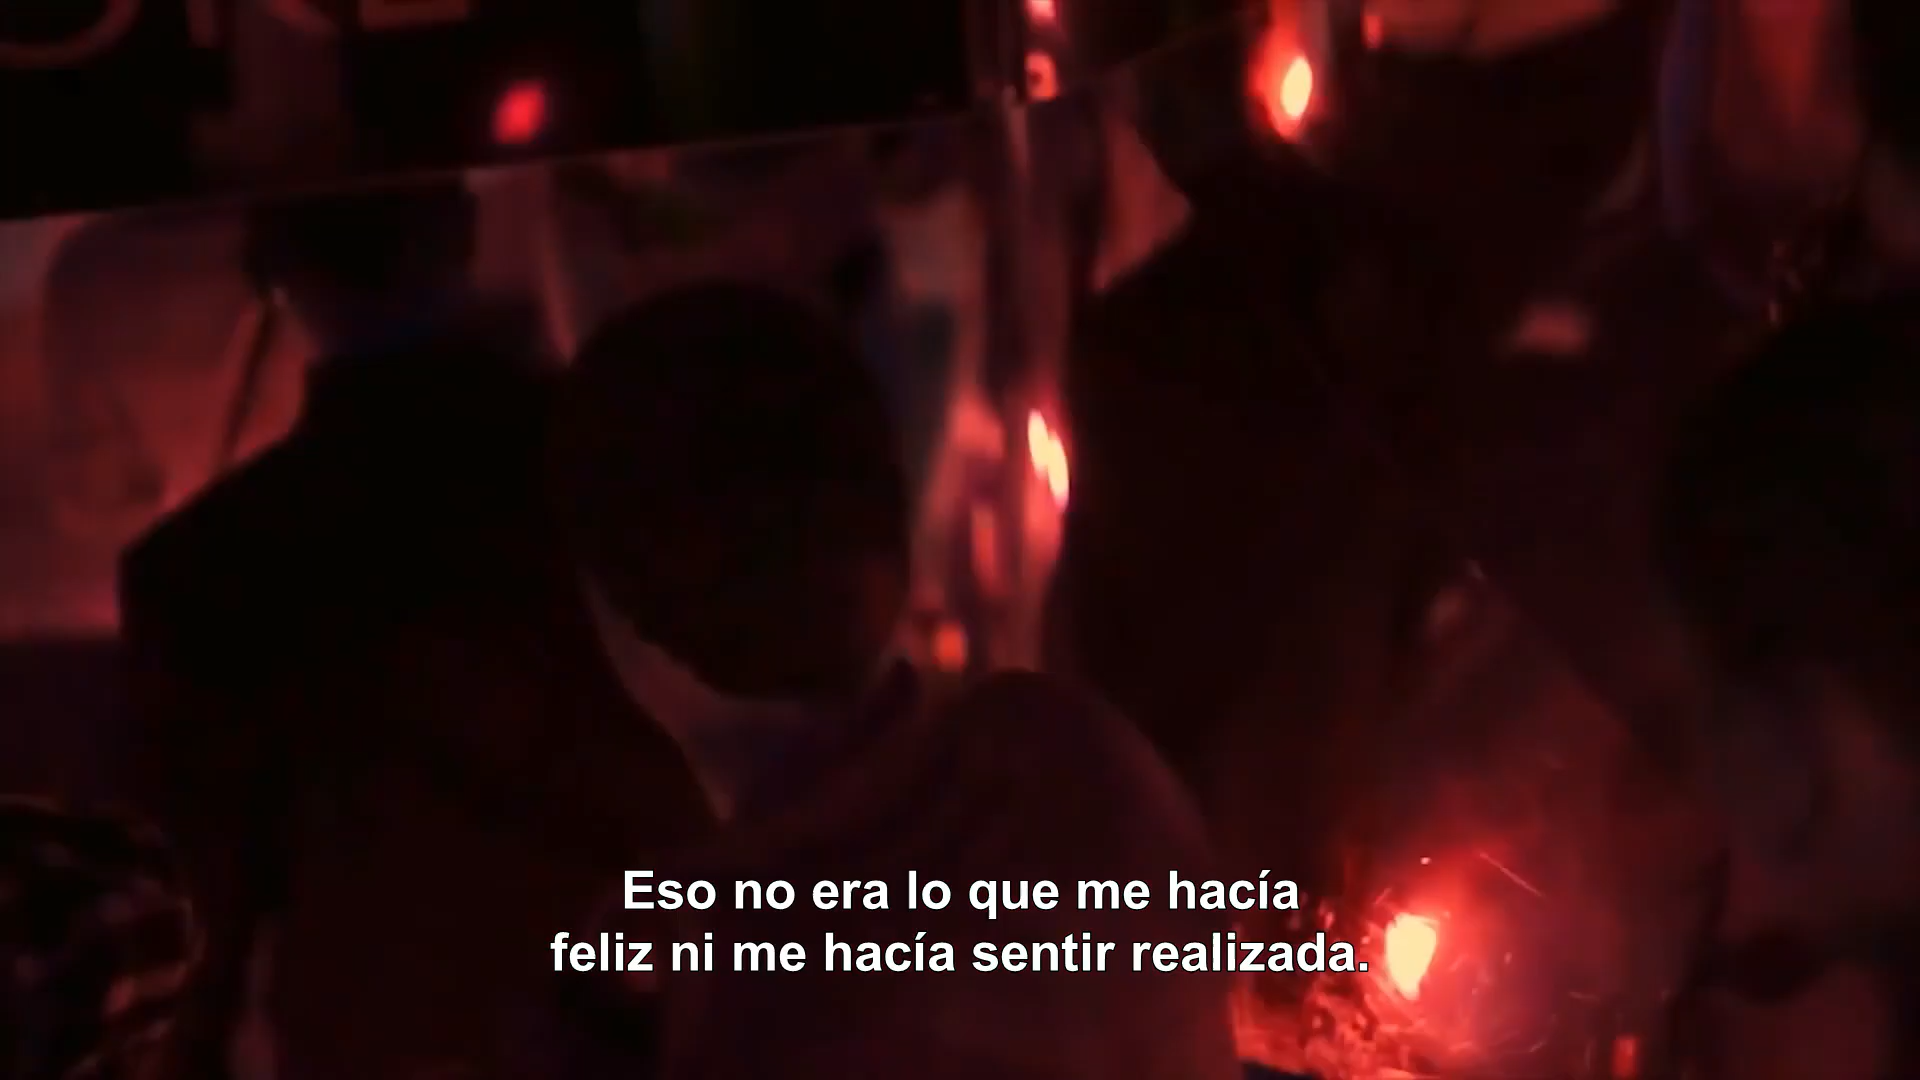 Eso no era lo que me hacía
feliz ni me hacía sentir realizada.